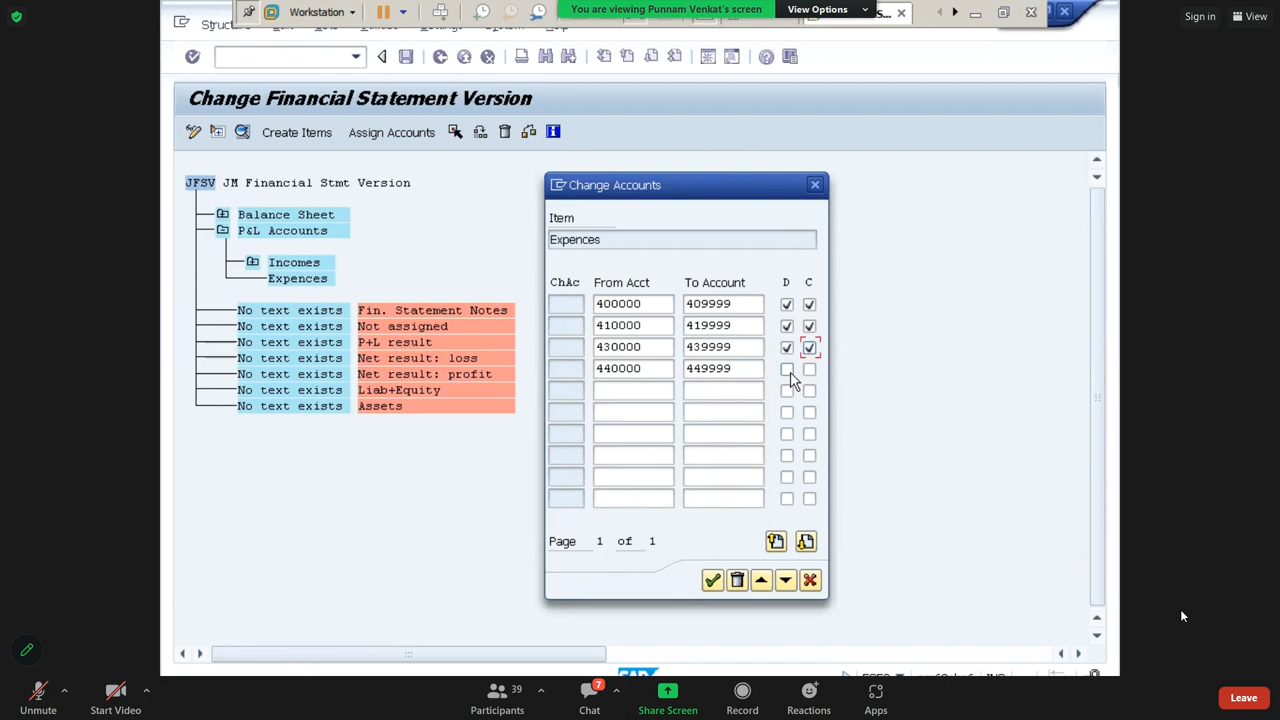 Workstation
You are viewing Punnam Venkat's screen
View Options
S...
Sign in
View
Change Financial Statement Version
Create Items
Assign Accounts
JFSV JM Financial Stmt Version
Balance Sheet
P&L Accounts
Incomes
Expences
No text exists Fin. Statement Notes
No text exists Not assigned
No text exists P+L result
No text exists Net result: loss
No text exists Net result: profit
No text exists Liab+Equity
No text exists Assets
Change Accounts
Item
Expences
ChAc From Acct To Account D C
400000 409999
410000 419999
430000 439999
440000 449999
Page 1 of 1
SAP
Unmute
Start Video
39
Participants
7
Chat
Share Screen
Record
Reactions
Apps
Leave